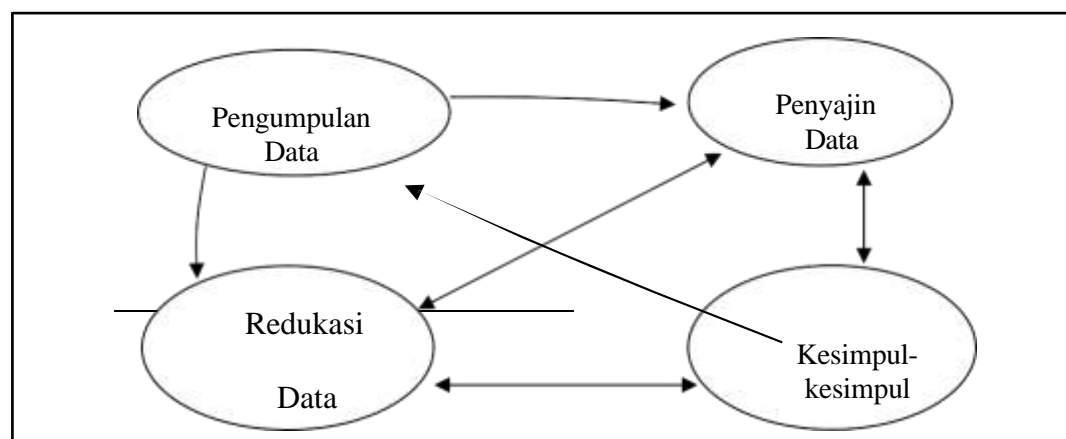 Pengumpulan
Data
Penyajin
Data
Redukasi
Data
Kesimpul-
kesimpul